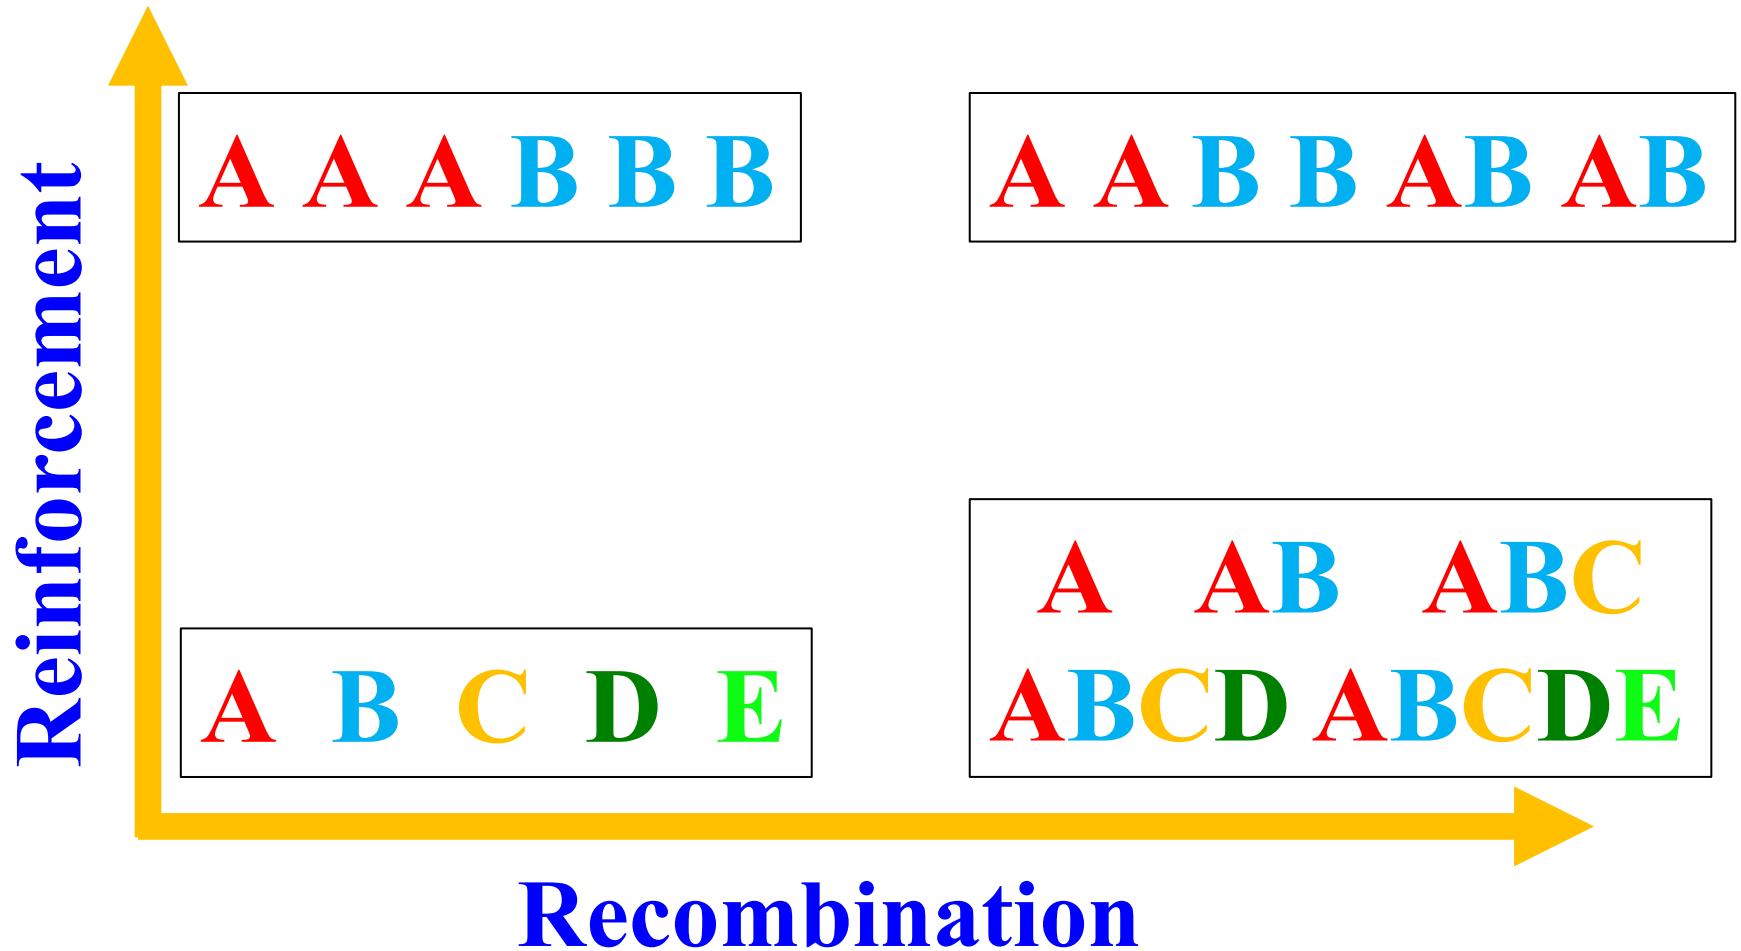 Reinforcement
A A A B B B
A A B B AB AB
A B C D E
A AB ABC
ABCD ABCDE
Recombination